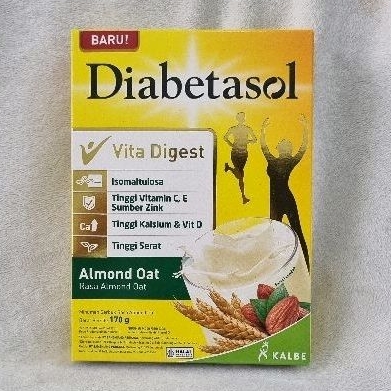 BARU!
Diabetasol
Vita Digest
Isomaltulosa
Tinggi Vitamin C, E
Sumber Zink
Ca
Tinggi Kalsium & Vit D
Tinggi Serat
Almond Oat
Rasa Almond Oat
170 g
HALAL
KALBE